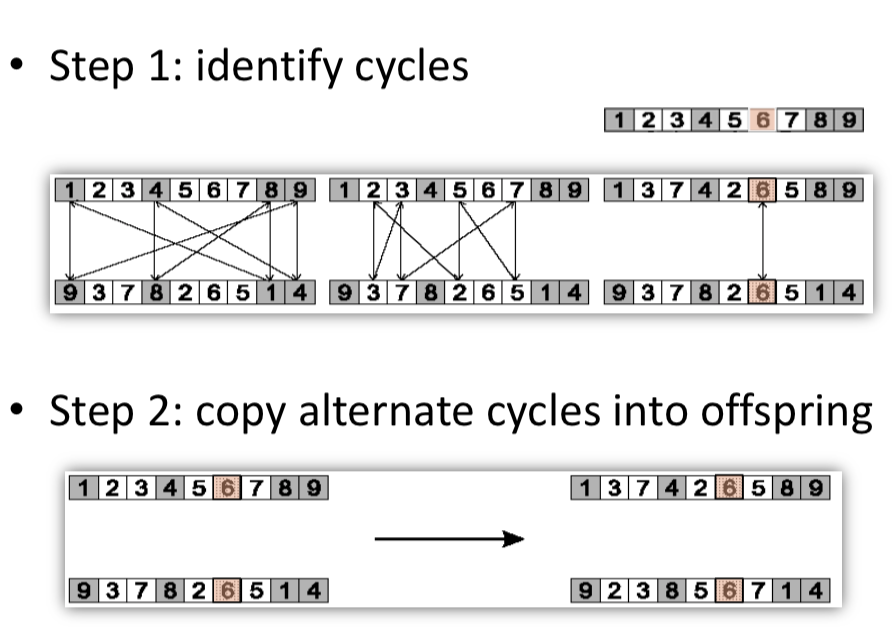 • Step 1: identify cycles
1 2 3 4 5 6 7 8 9
1 2 3 4 5 6 7 8 9 1 2 3 4 5 6 7 8 9 1 3 7 4 2 6 5 8 9
9 3 7 8 2 6 5 1 4 9 3 7 8 2 6 5 1 4 9 3 7 8 2 6 5 1 4
• Step 2: copy alternate cycles into offspring
1 2 3 4 5 6 7 8 9 1 3 7 4 2 6 5 8 9
9 3 7 8 2 6 5 1 4 9 2 3 8 5 6 7 1 4